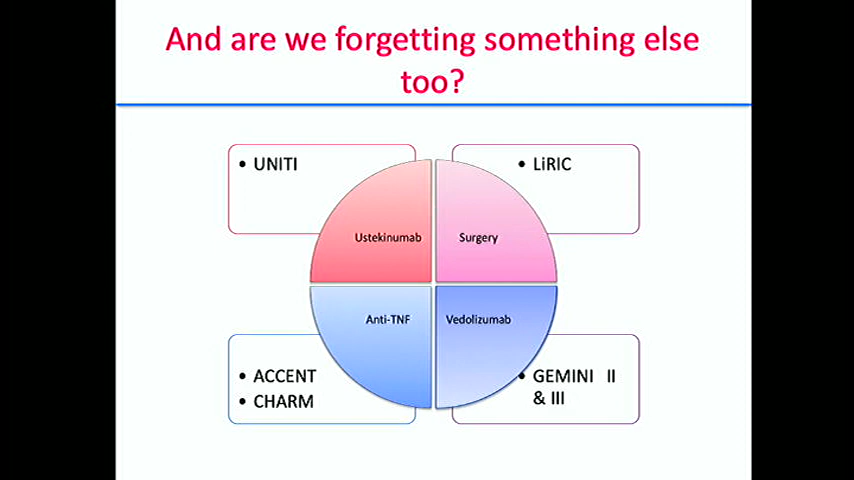 And are we forgetting something else
too?
• UNITI
• LiRIC
Ustekinumab
Surgery
Anti-TNF
Vedolizumab
• ACCENT
• CHARM
• GEMINI II
& III